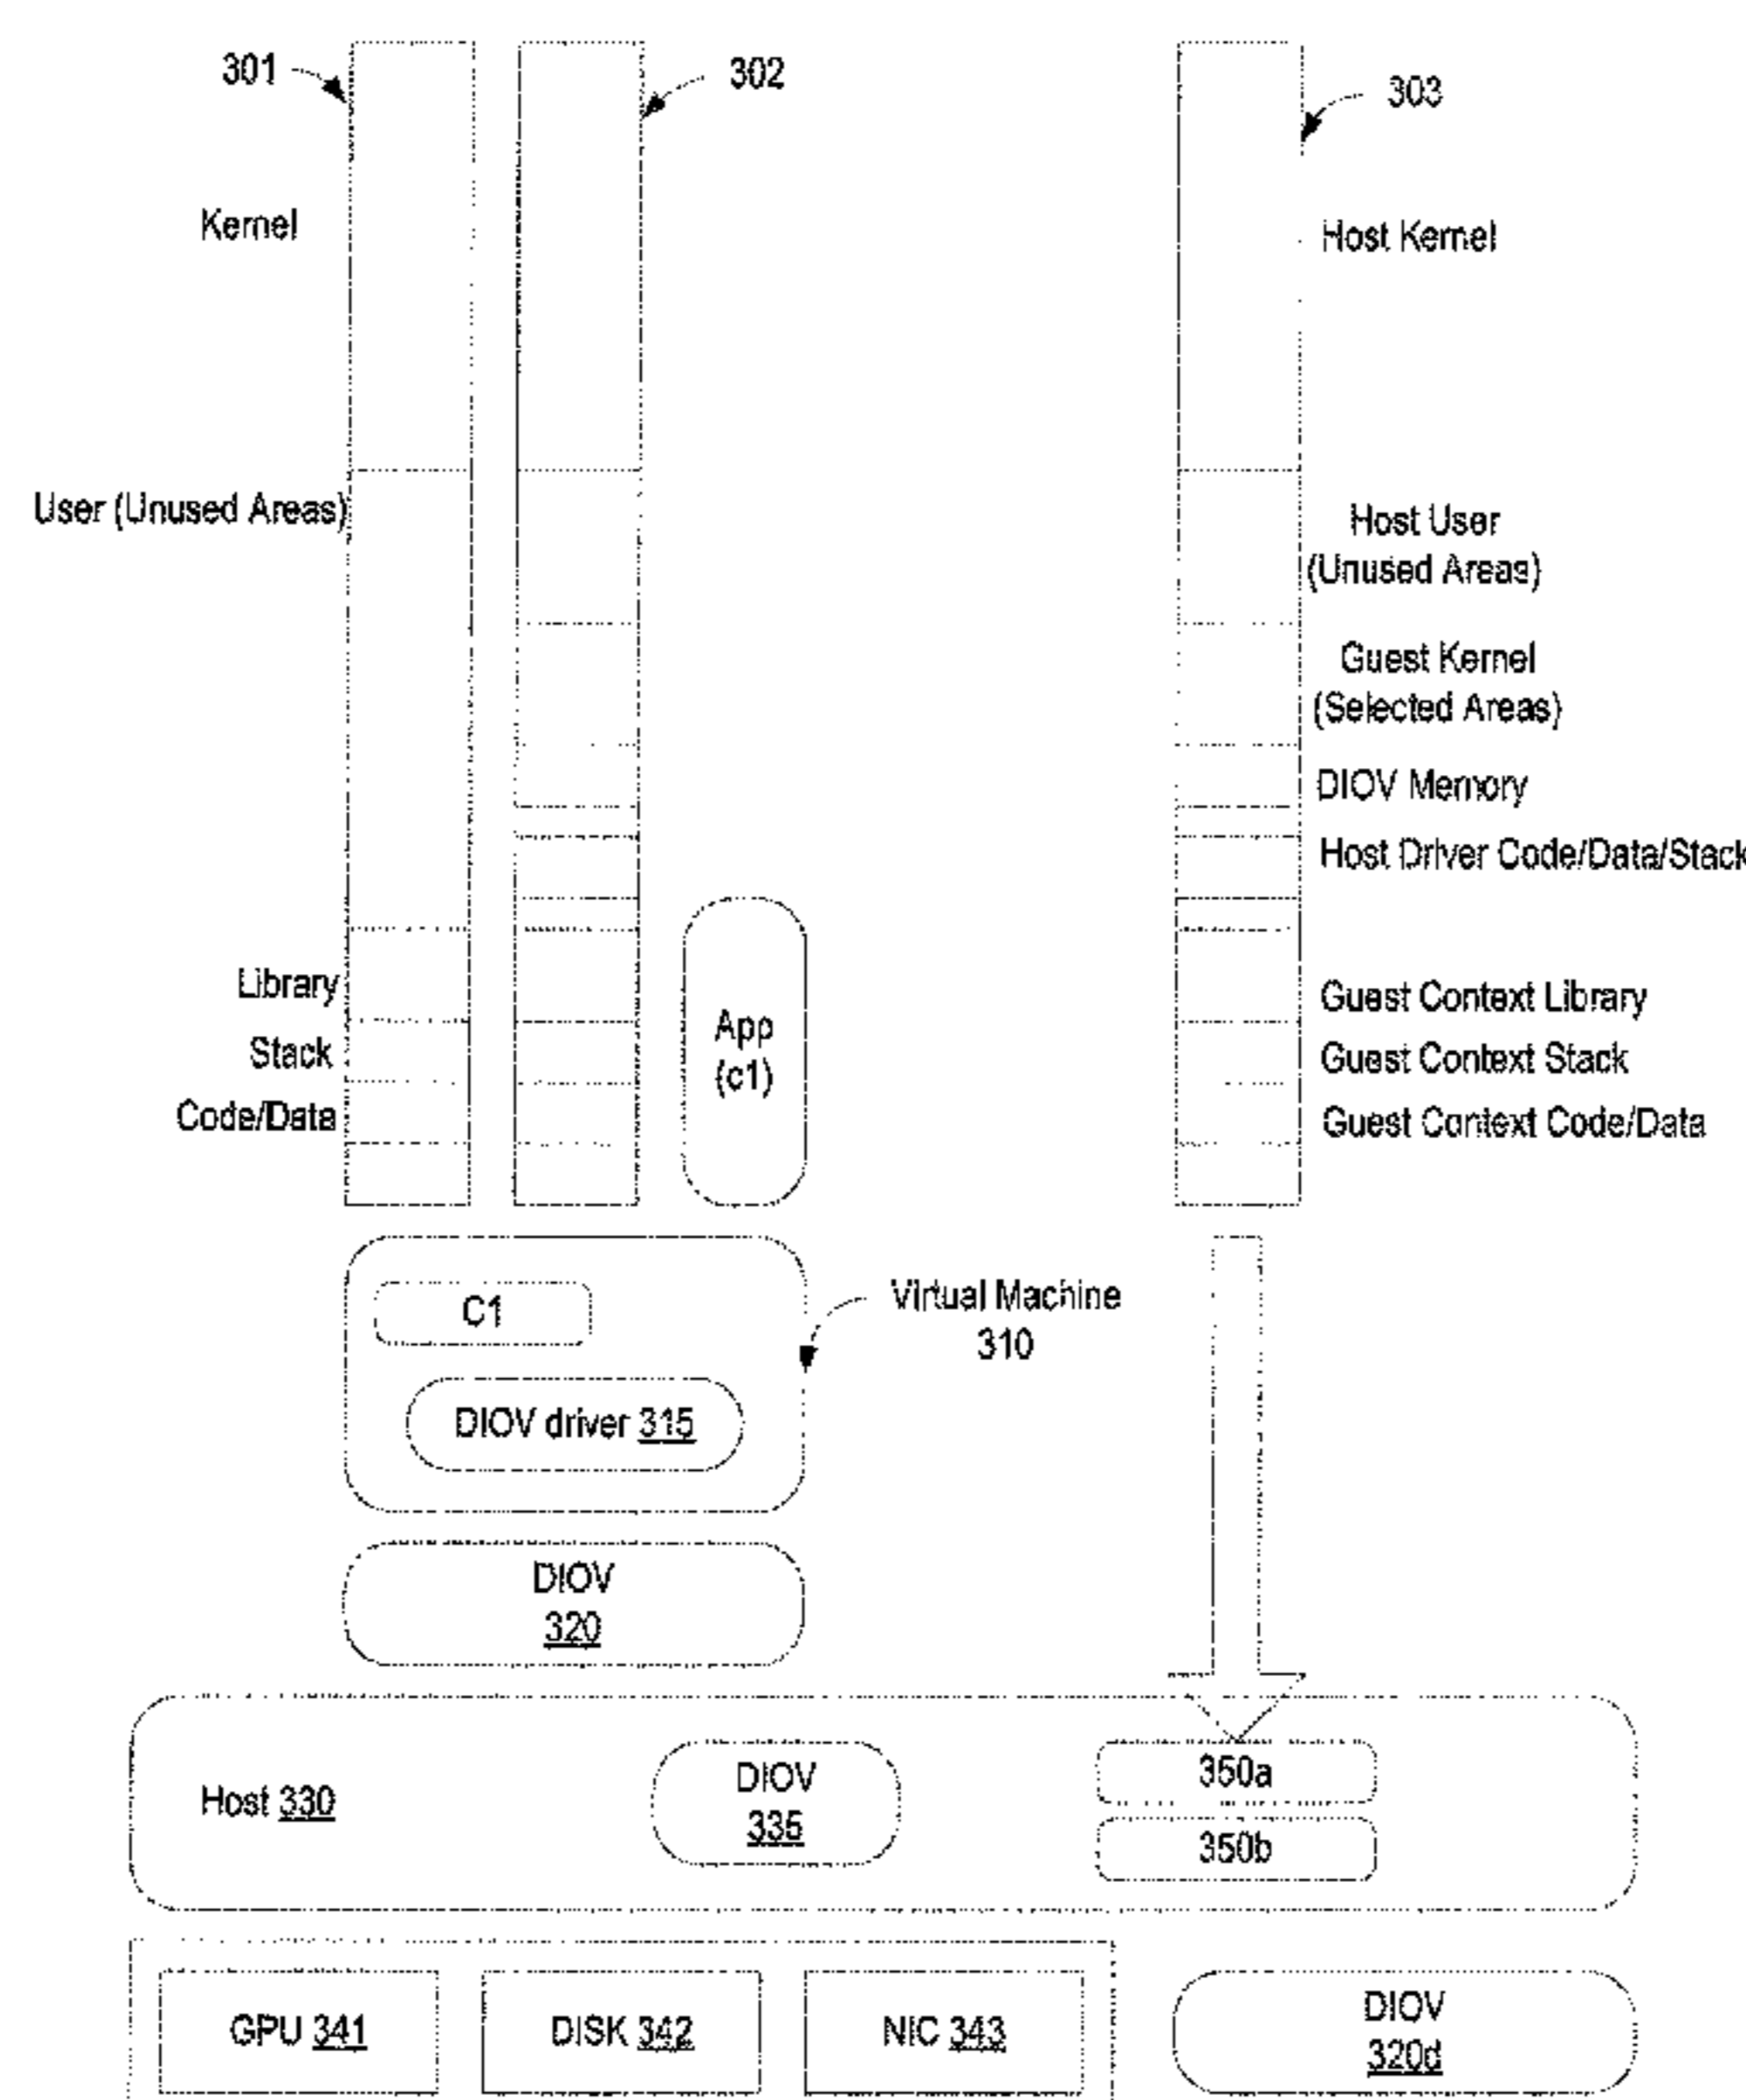 301
302
303
Kernel
Host Kernel
User (Unused Areas)
Host User
(Unused Areas)
Guest Kernel
(Selected Areas)
DIOV Memory
Host Driver Code/Data/Stack
Library
Stack
Code/Data
App
(c1)
Guest Context Library
Guest Context Stack
Guest Context Code/Data
C1
DIOV driver 315
Virtual Machine
310
DIOV
320
Host 330
DIOV
335
350a
350b
GPU 341
DISK 342
NIC 343
DIOV
320d